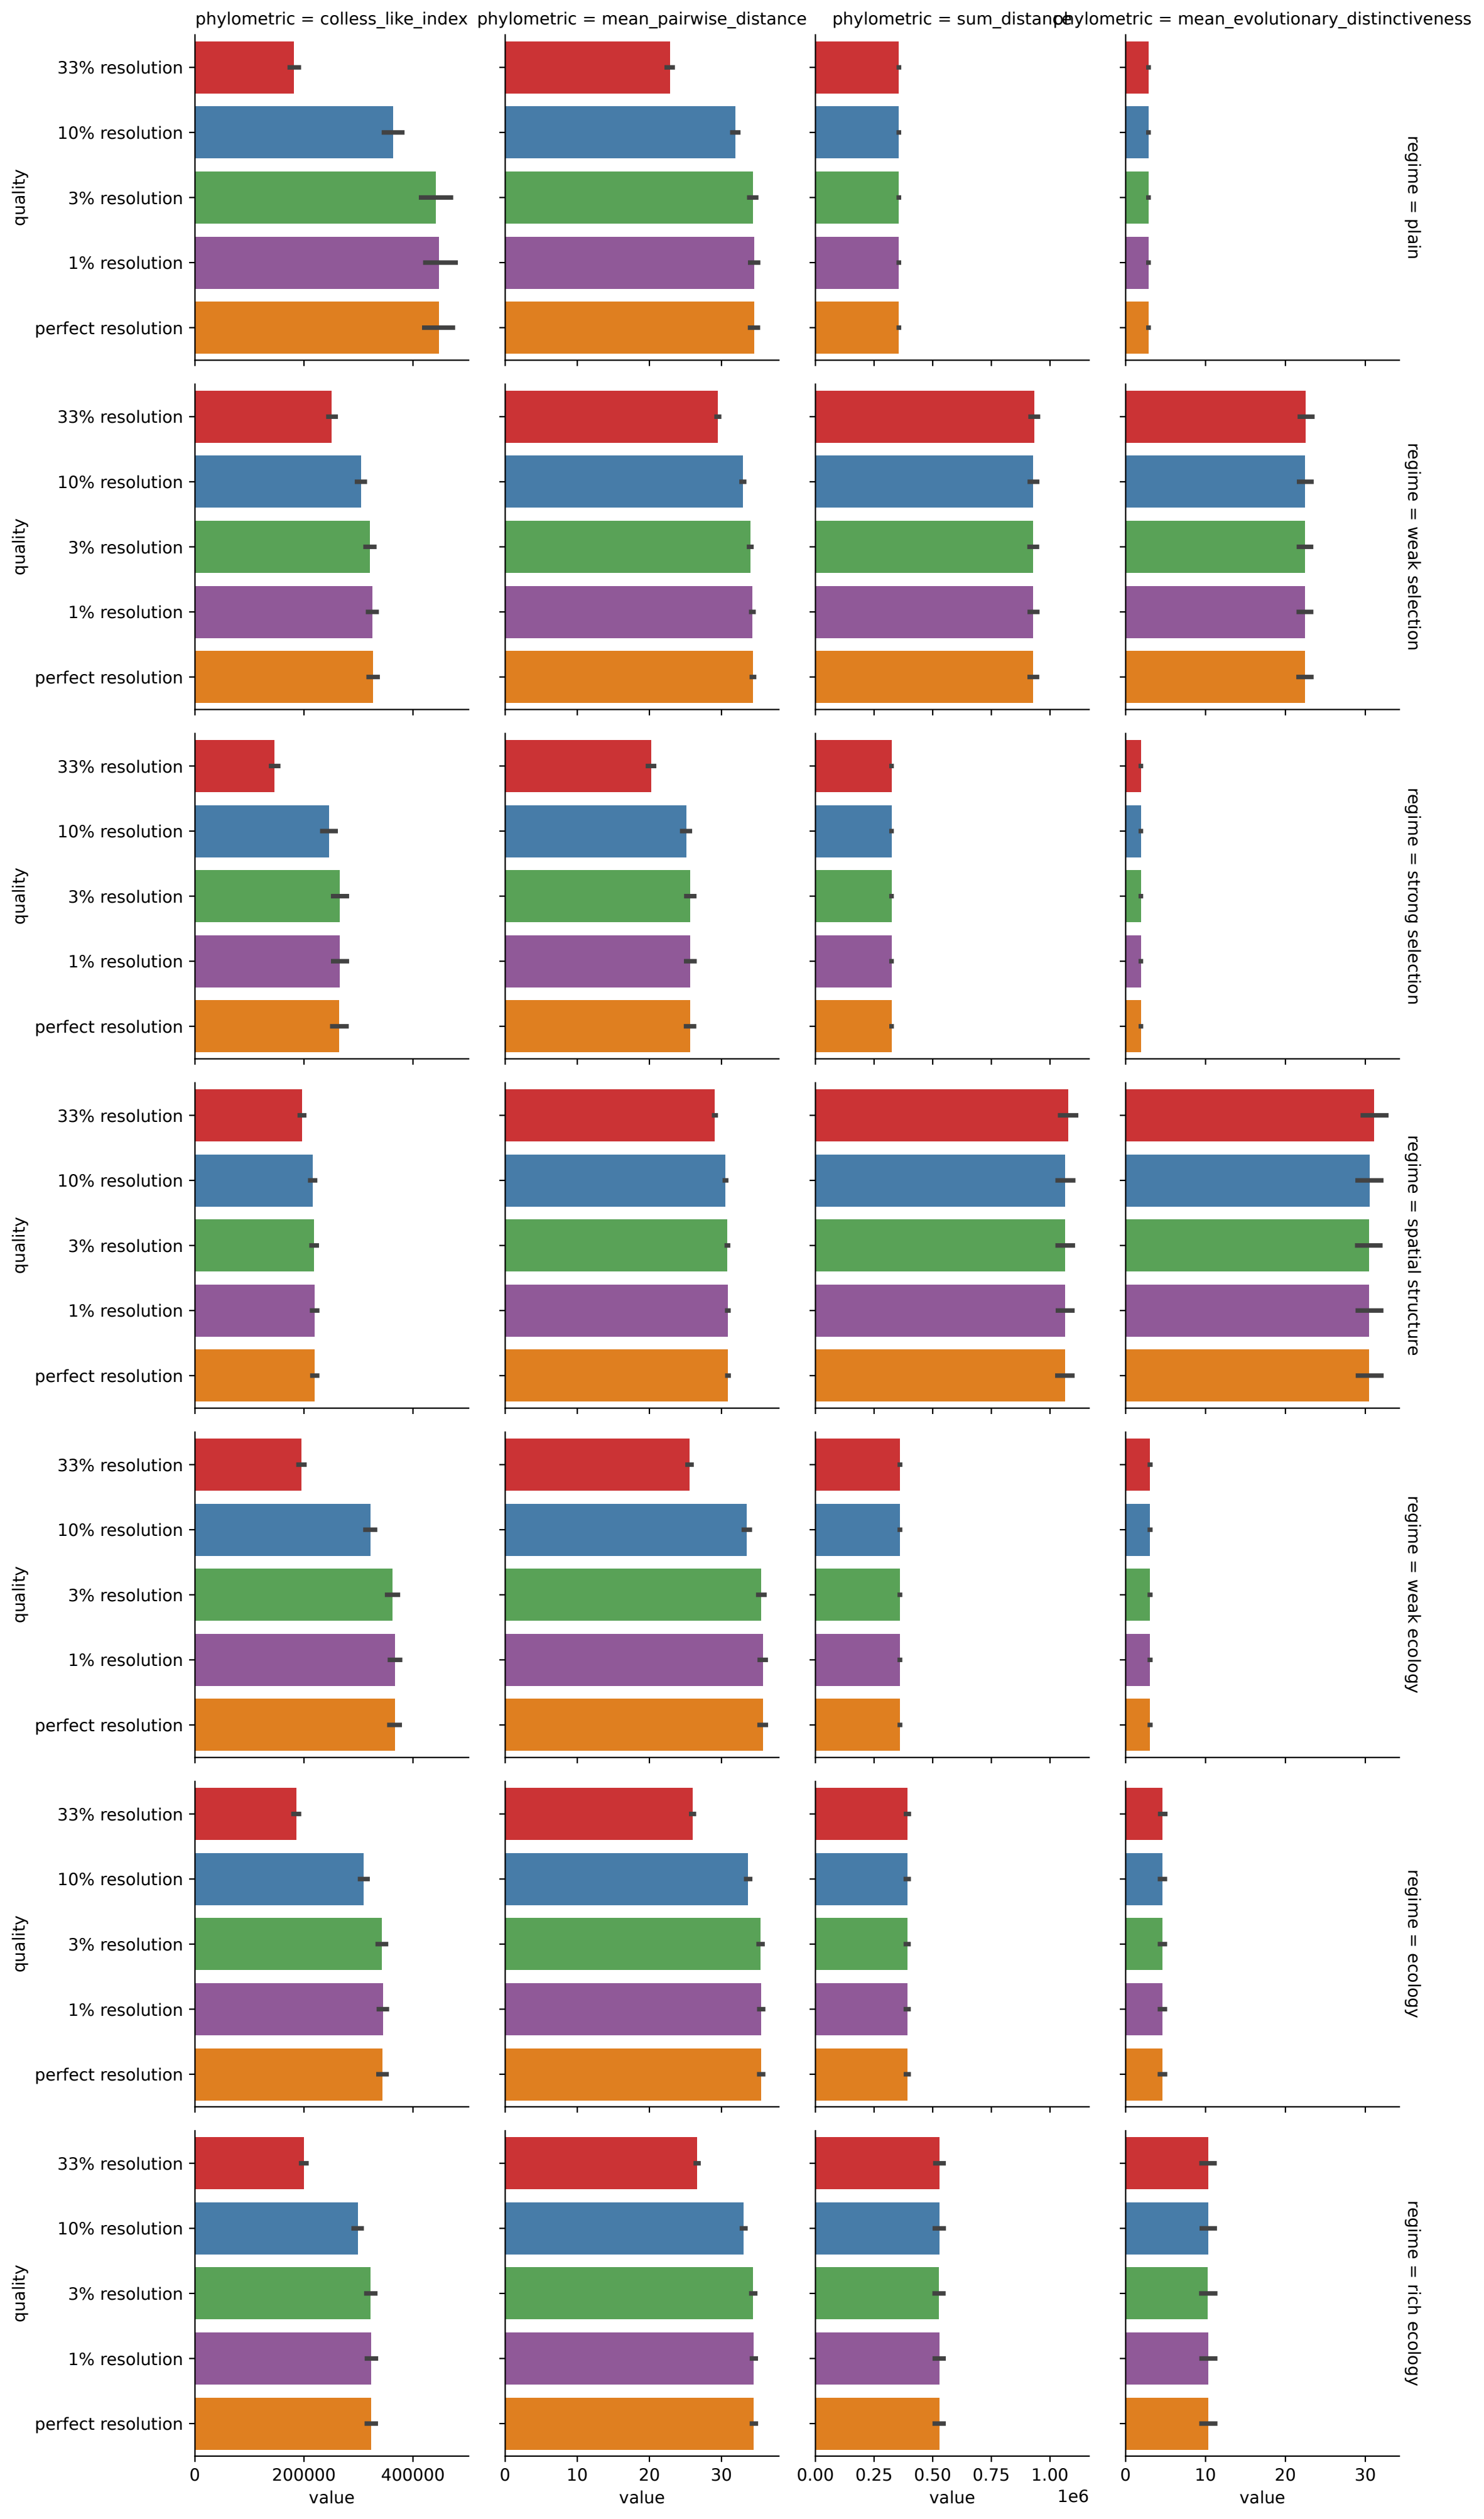 phylometric = colless_like_index
phylometric = mean_pairwise_distance
phylometric = sum_distance
phylometric = mean_evolutionary_distinctiveness
33% resolution
10% resolution
3% resolution
1% resolution
perfect resolution
quality
regime = plain
33% resolution
10% resolution
3% resolution
1% resolution
perfect resolution
quality
regime = weak selection
33% resolution
10% resolution
3% resolution
1% resolution
perfect resolution
quality
regime = strong selection
33% resolution
10% resolution
3% resolution
1% resolution
perfect resolution
quality
regime = spatial structure
33% resolution
10% resolution
3% resolution
1% resolution
perfect resolution
quality
regime = weak ecology
33% resolution
10% resolution
3% resolution
1% resolution
perfect resolution
quality
regime = ecology
33% resolution
10% resolution
3% resolution
1% resolution
perfect resolution
quality
regime = rich ecology
0 200000 400000
value
0 10 20 30
value
0.00 0.25 0.50 0.75 1.00
1e6
value
0 10 20 30
value